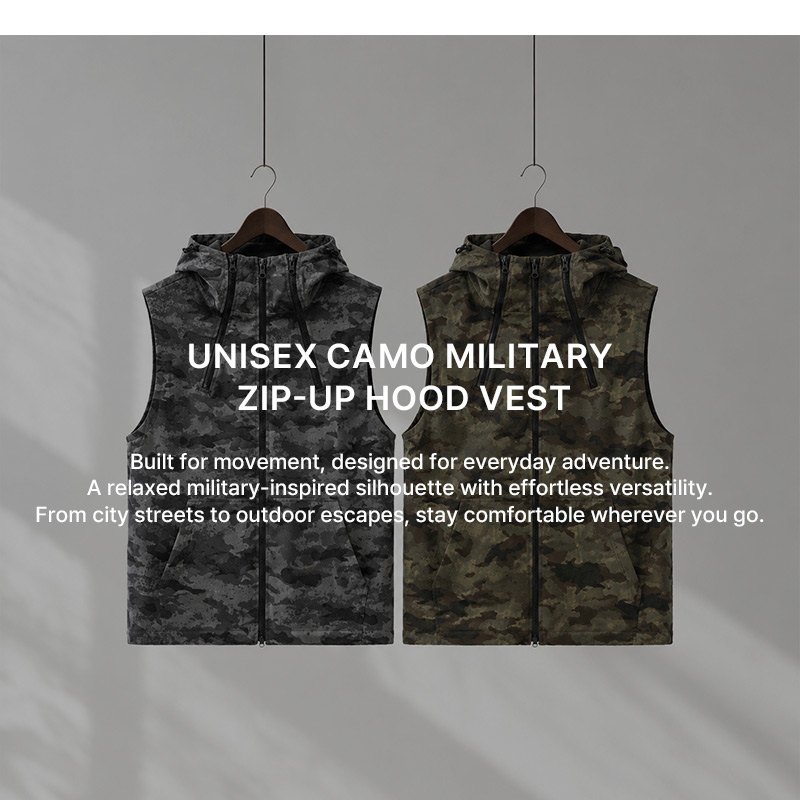 UNISEX CAMO MILITARY
ZIP-UP HOOD VEST
Built for movement, designed for everyday adventure.
A relaxed military-inspired silhouette with effortless versatility.
From city streets to outdoor escapes, stay comfortable wherever you go.